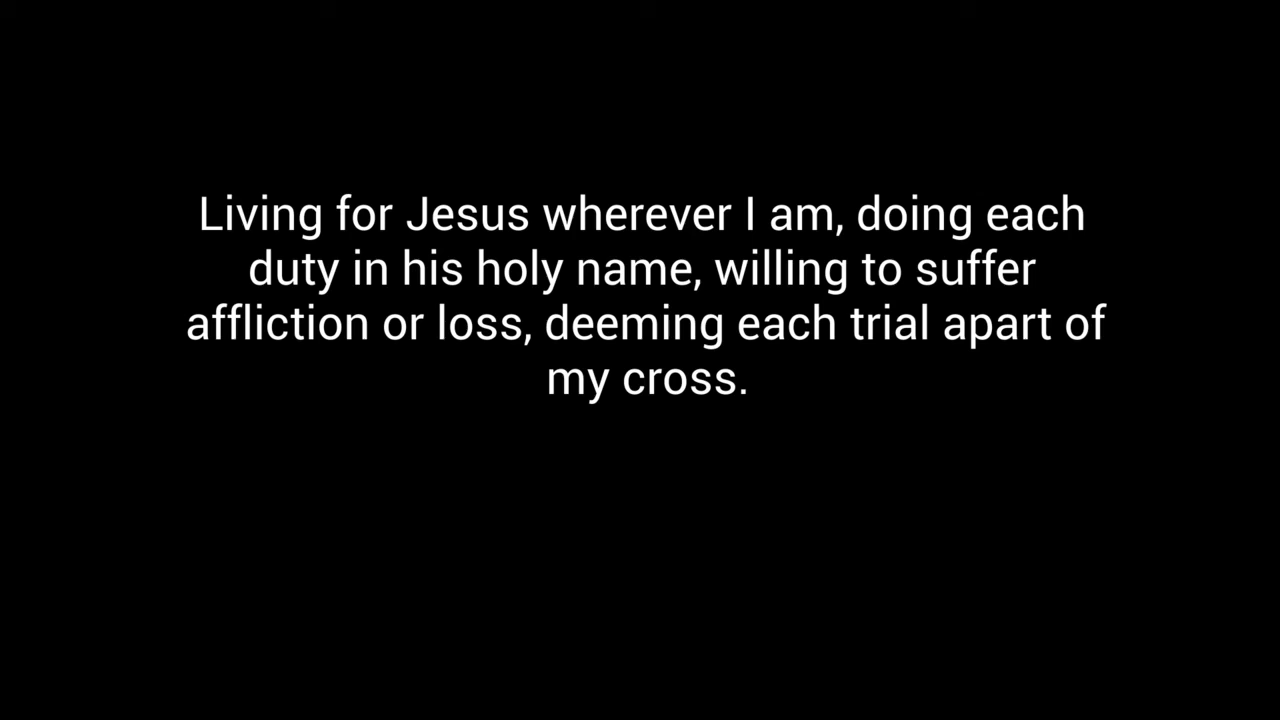 Living for Jesus wherever I am, doing each
duty in his holy name, willing to suffer
affliction or loss, deeming each trial apart of
my cross.